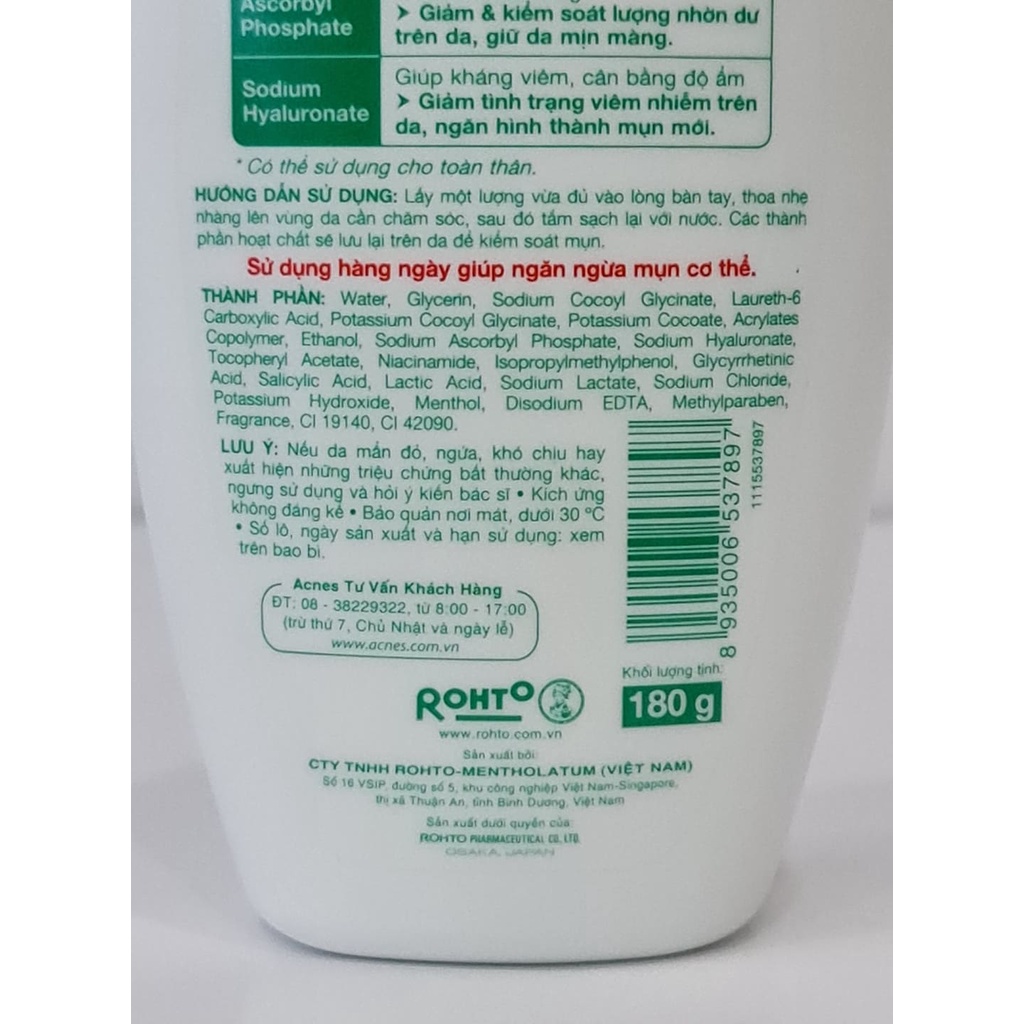 Ascorbyl
Phosphate
➤ Giảm & kiểm soát lượng nhờn dư
trên da, giữ da mịn màng.
Sodium
Hyaluronate
Giúp kháng viêm, cân bằng độ ẩm
➤ Giảm tình trạng viêm nhiễm trên
da, ngăn hình thành mụn mới.
* Có thể sử dụng cho toàn thân.
HƯỚNG DẪN SỬ DỤNG: Lấy một lượng vừa đủ vào lòng bàn tay, thoa nhẹ
nhàng lên vùng da cần chăm sóc, sau đó tắm sạch lại với nước. Các thành
phần hoạt chất sẽ lưu lại trên da để kiểm soát mụn.
Sử dụng hàng ngày giúp ngăn ngừa mụn cơ thể.
THÀNH PHẦN: Water, Glycerin, Sodium Cocoyl Glycinate, Laureth-6
Carboxylic Acid, Potassium Cocoyl Glycinate, Potassium Cocoate, Acrylates
Copolymer, Ethanol, Sodium Ascorbyl Phosphate, Sodium Hyaluronate,
Tocopheryl Acetate, Niacinamide, Isopropylmethylphenol, Glycyrrhetinic
Acid, Salicylic Acid, Lactic Acid, Sodium Lactate, Sodium Chloride,
Potassium Hydroxide, Menthol, Disodium EDTA, Methylparaben,
Fragrance, CI 19140, CI 42090.
LƯU Ý: Nếu da mẩn đỏ, ngứa, khó chịu hay
xuất hiện những triệu chứng bất thường khác,
ngưng sử dụng và hỏi ý kiến bác sĩ • Kích ứng
không đáng kể • Bảo quản nơi mát, dưới 30 ºC
• Số lô, ngày sản xuất và hạn sử dụng: xem
trên bao bì.
8 935006 537897
1115537897
Acnes Tư Vấn Khách Hàng
ĐT: 08 - 38229322, từ 8:00 - 17:00
(trừ thứ 7, Chủ Nhật và ngày lễ)
www.acnes.com.vn
Khối lượng tịnh:
180 g
ROHTO
www.rohto.com.vn
Sản xuất bởi:
CTY TNHH ROHTO-MENTHOLATUM (VIỆT NAM)
Số 16 VSIP, đường số 5, khu công nghiệp Việt Nam-Singapore,
thị xã Thuận An, tỉnh Bình Dương, Việt Nam
Sản xuất dưới quyền của:
ROHTO PHARMACEUTICAL CO. LTD.
OSAKA, JAPAN